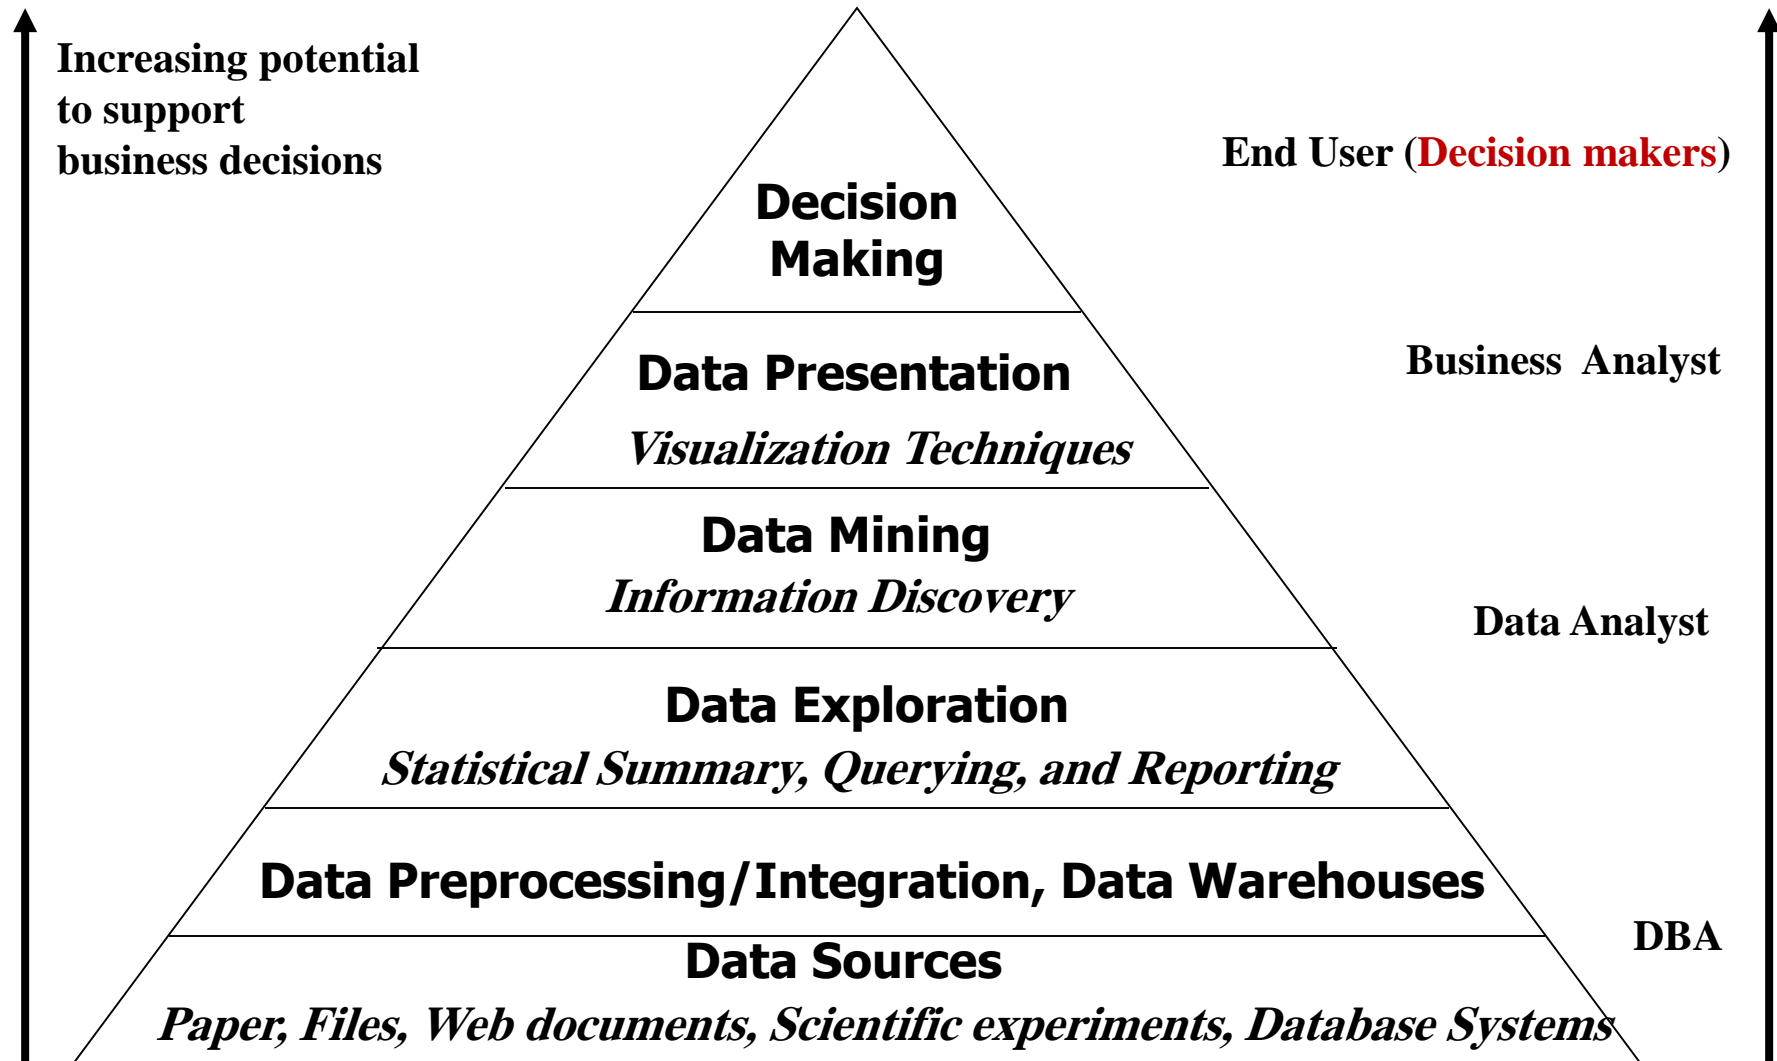 Increasing potential
to support
business decisions
End User (Decision makers)
Decision
Making
Business Analyst
Data Presentation
Visualization Techniques
Data Mining
Information Discovery
Data Analyst
Data Exploration
Statistical Summary, Querying, and Reporting
Data Preprocessing/Integration, Data Warehouses
DBA
Data Sources
Paper, Files, Web documents, Scientific experiments, Database Systems